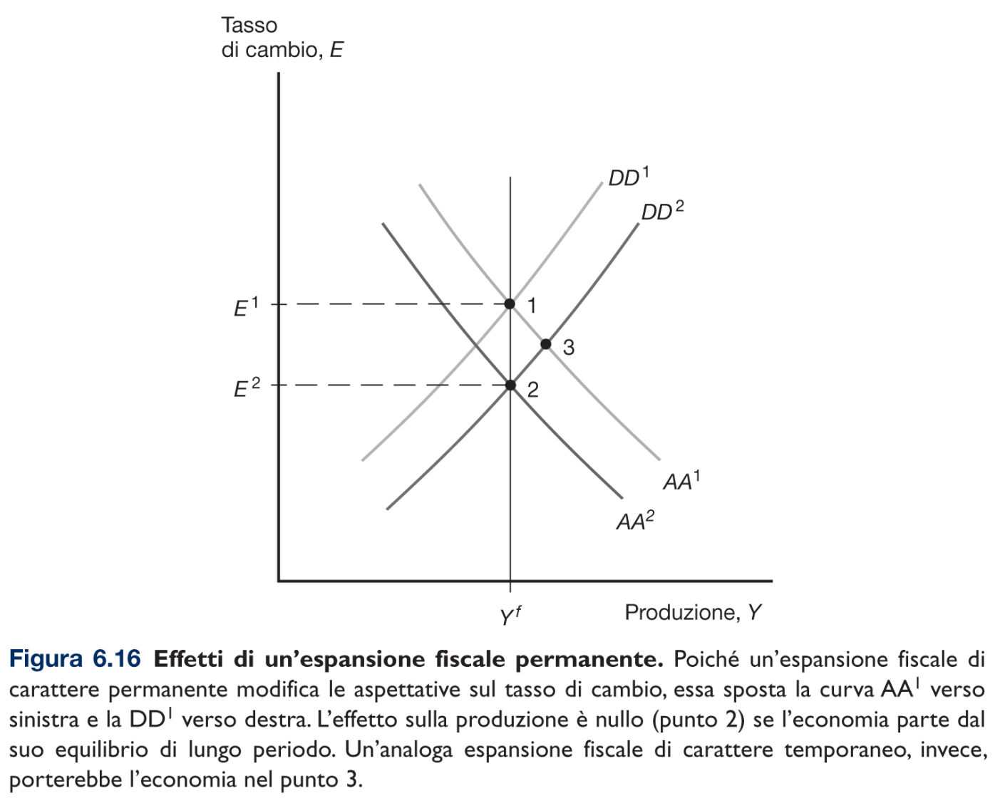 Tasso
di cambio, E
DD¹
DD²
E¹
1
3
E²
2
AA¹
AA²
Yᶠ
Produzione, Y
Figura 6.16 Effetti di un’espansione fiscale permanente. Poiché un’espansione fiscale di
carattere permanente modifica le aspettative sul tasso di cambio, essa sposta la curva AA¹ verso
sinistra e la DD¹ verso destra. L’effetto sulla produzione è nullo (punto 2) se l’economia parte dal
suo equilibrio di lungo periodo. Un’analoga espansione fiscale di carattere temporaneo, invece,
porterebbe l’economia nel punto 3.